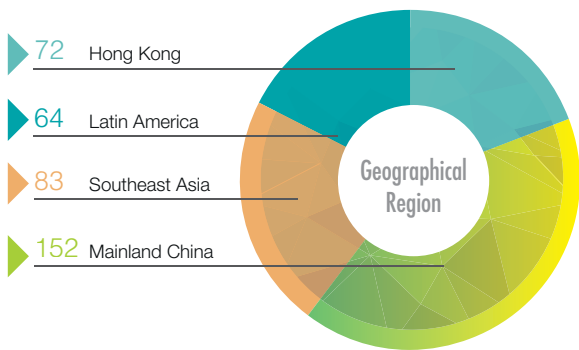 72 Hong Kong
64 Latin America
83 Southeast Asia
152 Mainland China
Geographical
Region